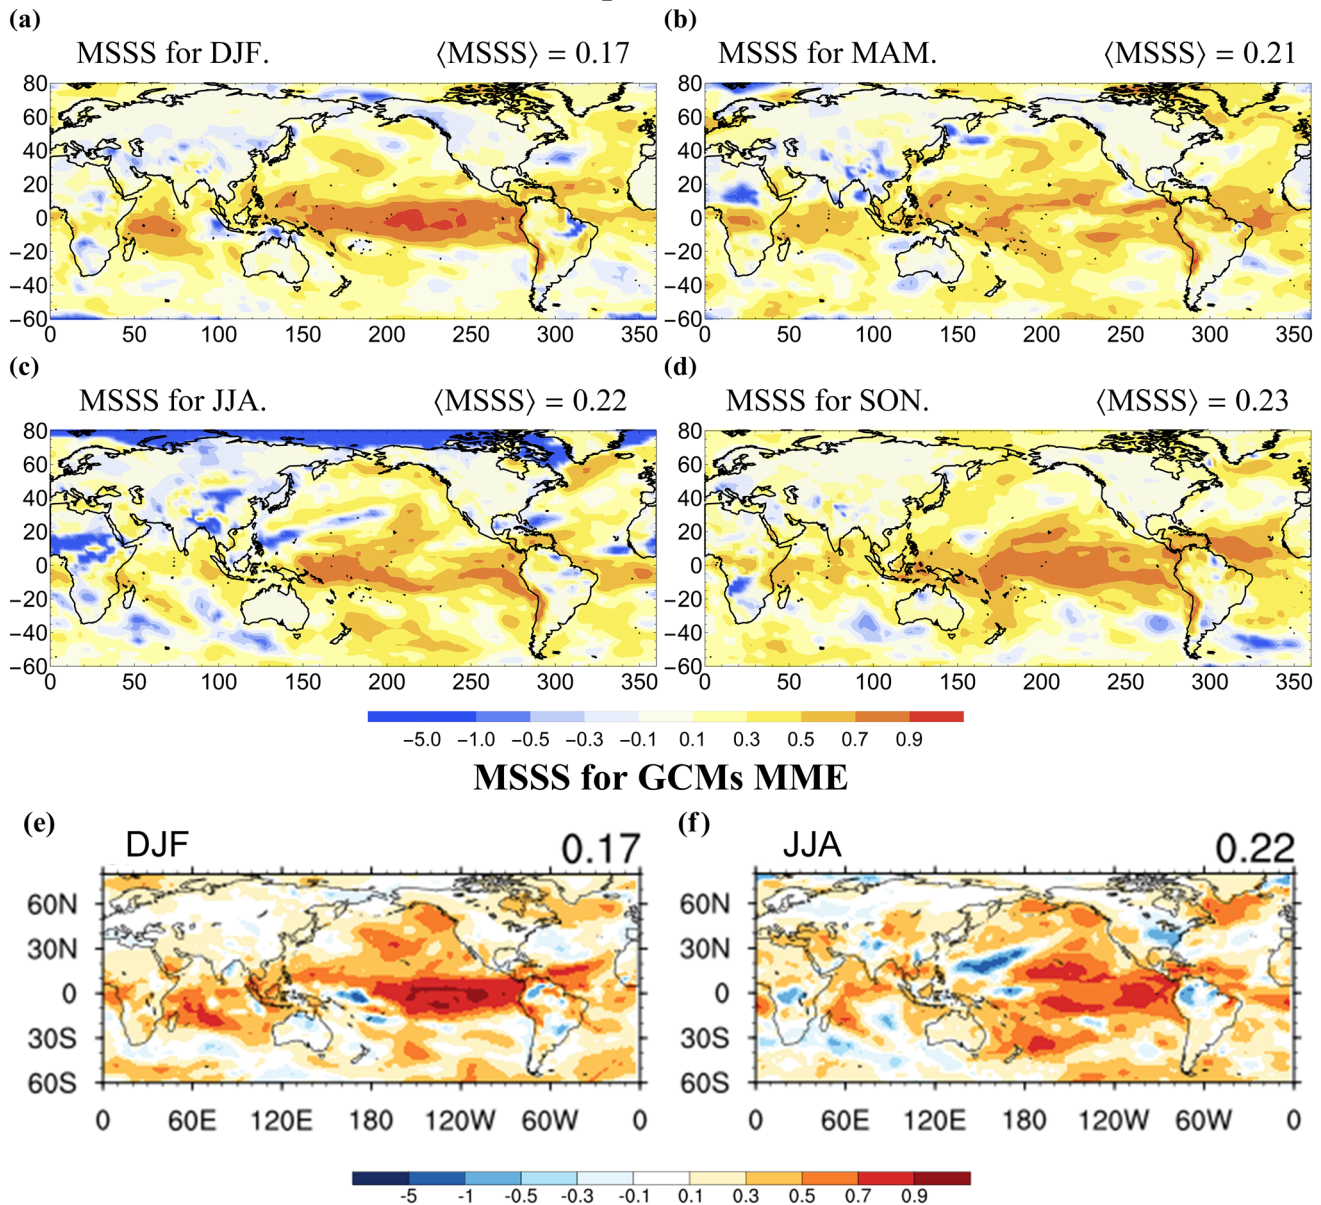 (a)
(b)
MSSS for DJF. ⟨MSSS⟩ = 0.17
MSSS for MAM. ⟨MSSS⟩ = 0.21
80
60
40
20
0
−20
−40
−60
0 50 100 150 200 250 300 350
80
60
40
20
0
−20
−40
−60
0 50 100 150 200 250 300 350
(c)
(d)
MSSS for JJA. ⟨MSSS⟩ = 0.22
MSSS for SON. ⟨MSSS⟩ = 0.23
80
60
40
20
0
−20
−40
−60
0 50 100 150 200 250 300 350
80
60
40
20
0
−20
−40
−60
0 50 100 150 200 250 300 350
−5.0 −1.0 −0.5 −0.3 −0.1 0.1 0.3 0.5 0.7 0.9
MSSS for GCMs MME
(e)
(f)
DJF 0.17
JJA 0.22
60N
30N
0
30S
60S
0 60E 120E 180 120W 60W 0
60N
30N
0
30S
60S
0 60E 120E 180 120W 60W 0
-5 -1 -0.5 -0.3 -0.1 0.1 0.3 0.5 0.7 0.9